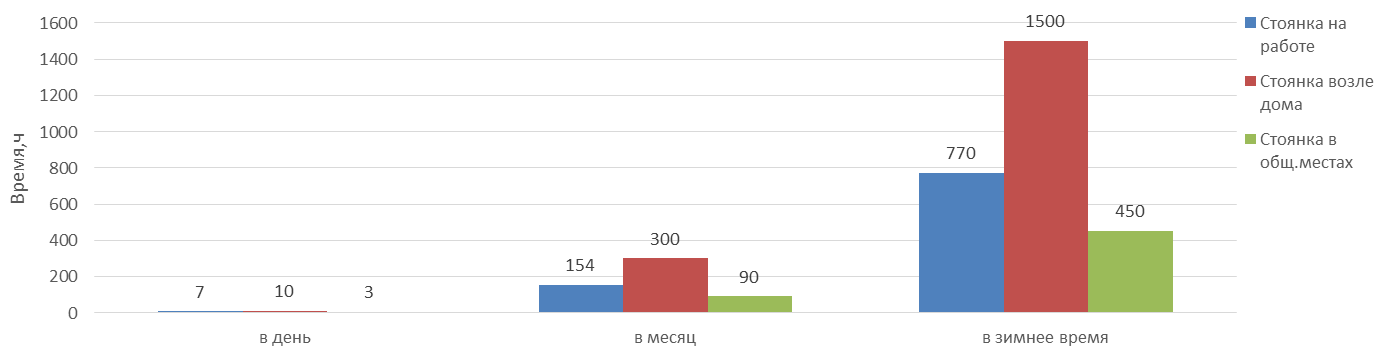 Время,ч
1600
1400
1200
1000
800
600
400
200
0
7
10
3
154
300
90
770
1500
450
в день
в месяц
в зимнее время
Стоянка на
работе
Стоянка возле
дома
Стоянка в
общ.местах